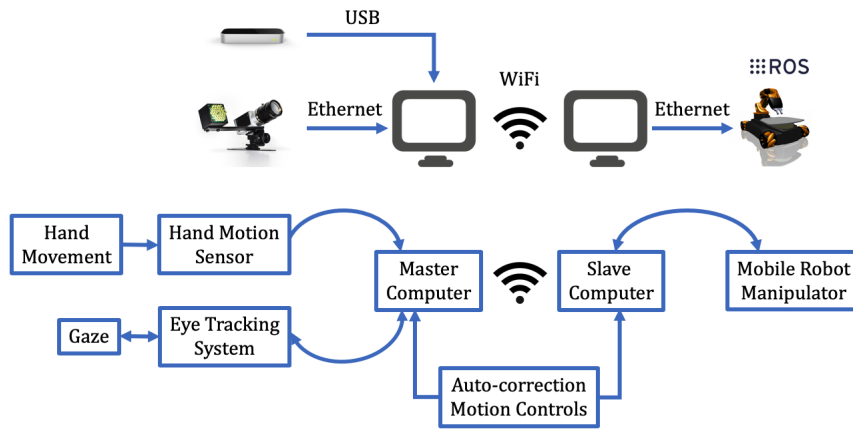 USB
WiFi
ROS
Ethernet
Ethernet
Hand
Movement
Hand Motion
Sensor
Master
Computer
Slave
Computer
Mobile Robot
Manipulator
Gaze
Eye Tracking
System
Auto-correction
Motion Controls